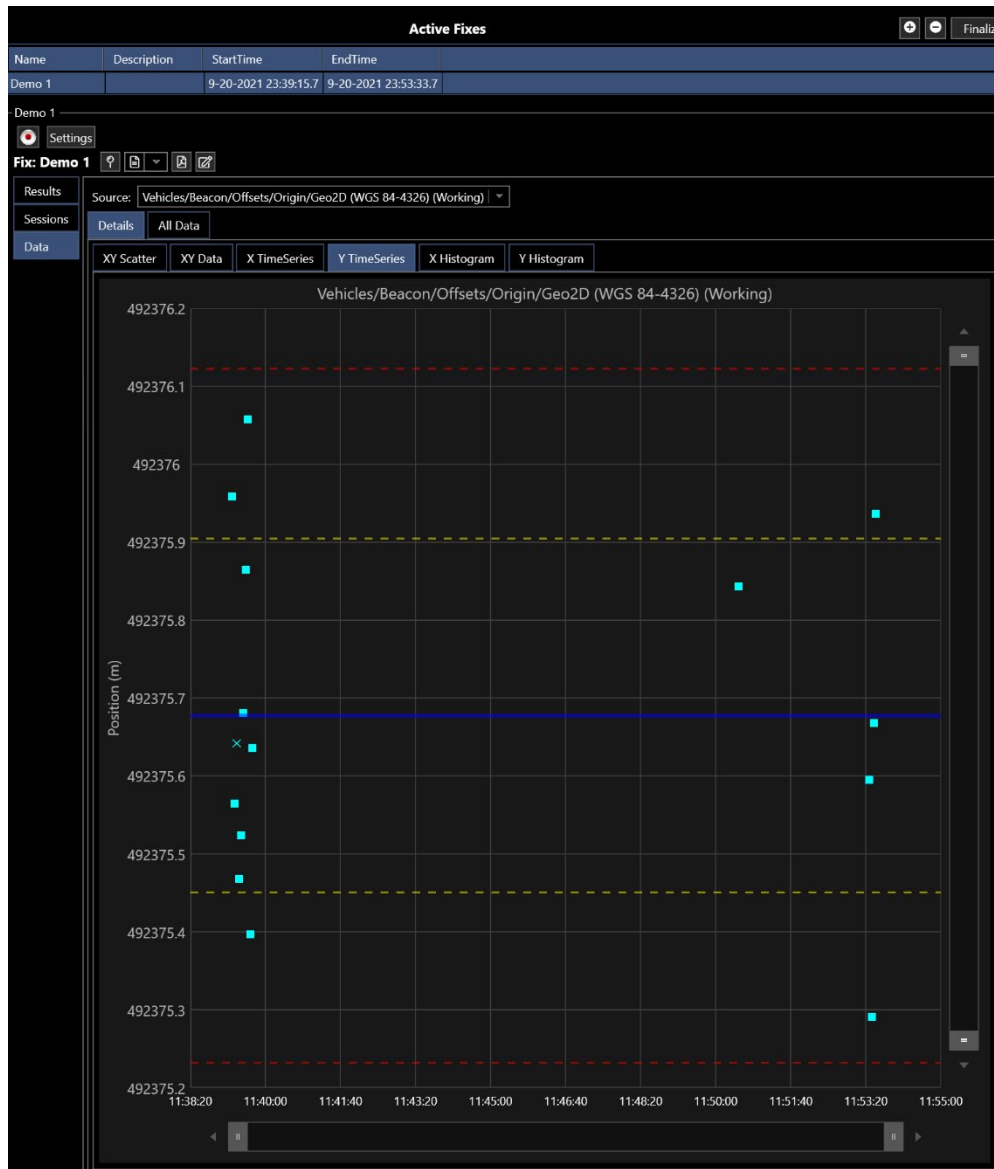 Active Fixes
Finaliz
Name Description StartTime EndTime
Demo 1 9-20-2021 23:39:15.7 9-20-2021 23:53:33.7
Demo 1
Settings
Fix: Demo 1
Results
Sessions
Data
Source: Vehicles/Beacon/Offsets/Origin/Geo2D (WGS 84-4326) (Working)
Details All Data
XY Scatter XY Data X TimeSeries Y TimeSeries X Histogram Y Histogram
Vehicles/Beacon/Offsets/Origin/Geo2D (WGS 84-4326) (Working)
Position (m)
492376.2
492376.1
492376
492375.9
492375.8
492375.7
492375.6
492375.5
492375.4
492375.3
492375.2
11:38:20 11:40:00 11:41:40 11:43:20 11:45:00 11:46:40 11:48:20 11:50:00 11:51:40 11:53:20 11:55:00